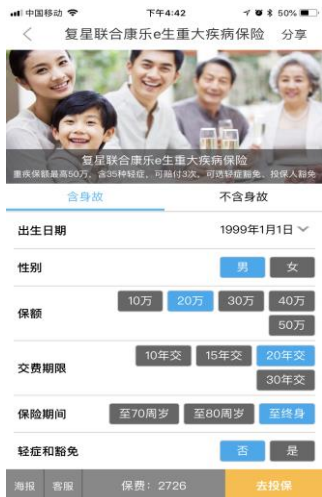 中国移动 下午4:42 50%
复星联合康乐e生重大疾病保险 分享
复星联合康乐e生重大疾病保险
重疾保额最高50万，含35种轻症，可赔付3次，可选轻症豁免、投保人豁免
含身故 不含身故
出生日期 1999年1月1日
性别 男 女
保额 10万 20万 30万 40万
50万
交费期限 10年交 15年交 20年交
30年交
保险期间 至70周岁 至80周岁 至终身
轻症和豁免 否 是
海报 客服 保费：2726 去投保